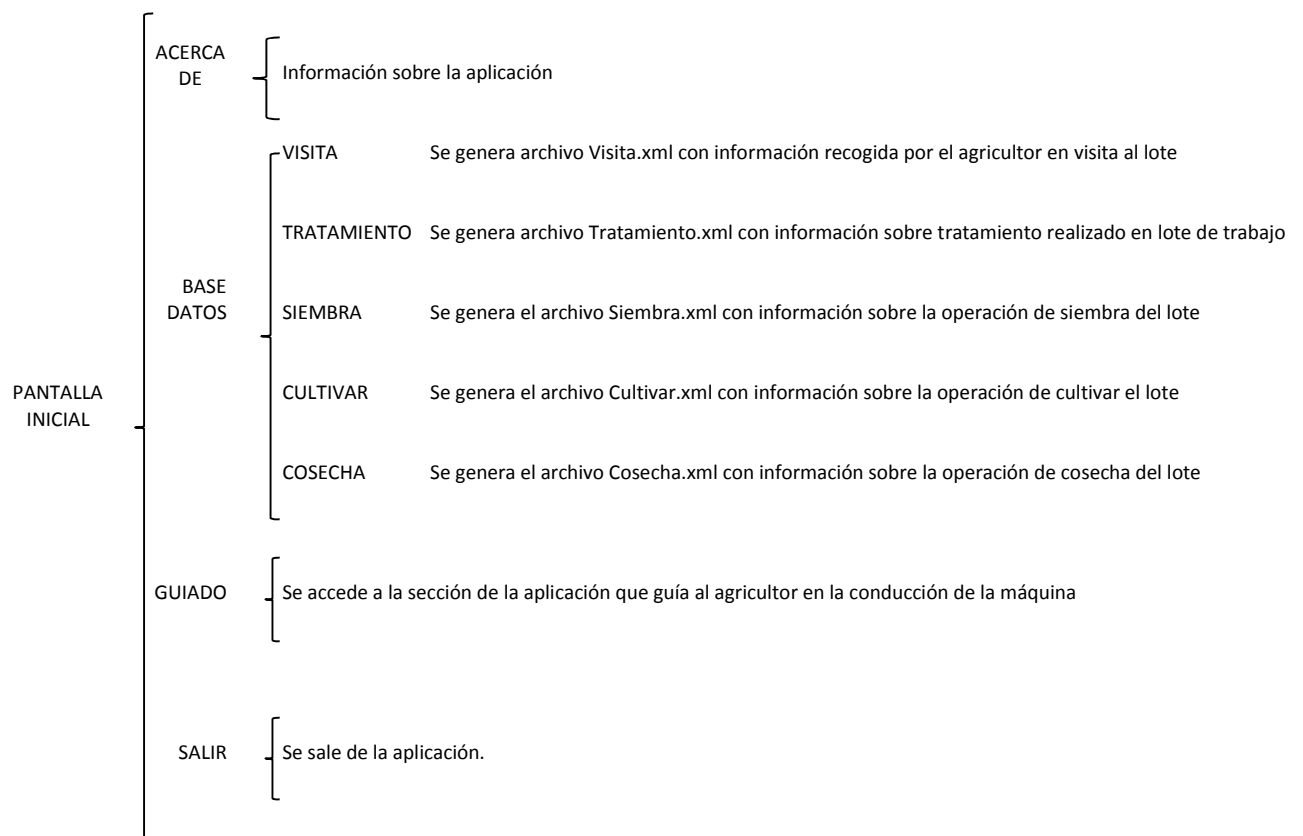 ACERCA
DE
Información sobre la aplicación
VISITA Se genera archivo Visita.xml con información recogida por el agricultor en visita al lote
TRATAMIENTO Se genera archivo Tratamiento.xml con información sobre tratamiento realizado en lote de trabajo
BASE
DATOS
SIEMBRA Se genera el archivo Siembra.xml con información sobre la operación de siembra del lote
PANTALLA
INICIAL
CULTIVAR Se genera el archivo Cultivar.xml con información sobre la operación de cultivar el lote
COSECHA Se genera el archivo Cosecha.xml con información sobre la operación de cosecha del lote
GUIADO Se accede a la sección de la aplicación que guía al agricultor en la conducción de la máquina
SALIR Se sale de la aplicación.